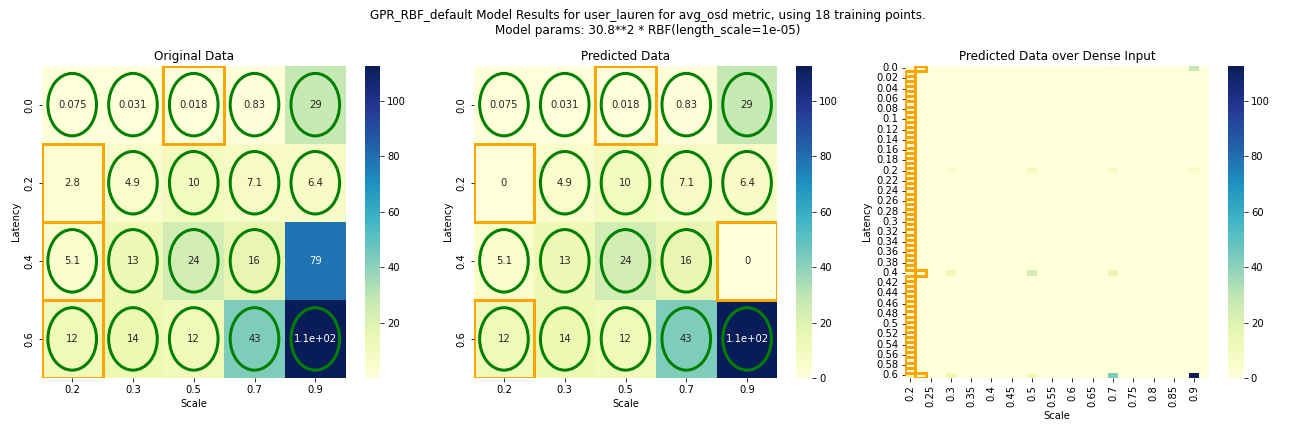 GPR_RBF_default Model Results for user_lauren for avg_osd metric, using 18 training points.
Model params: 30.8**2 * RBF(length_scale=1e-05)
Original Data
0.0
0.075 0.031 0.018 0.83 29
0.2
2.8 4.9 10 7.1 6.4
0.4
5.1 13 24 16 79
0.6
12 14 12 43 1.1e+02
Latency
0.2 0.3 0.5 0.7 0.9
Scale
100
80
60
40
20
Predicted Data
0.0
0.075 0.031 0.018 0.83 29
0.2
0 4.9 10 7.1 6.4
0.4
5.1 13 24 16 0
0.6
12 14 12 43 1.1e+02
Latency
0.2 0.3 0.5 0.7 0.9
Scale
100
80
60
40
20
0
Predicted Data over Dense Input
0.0
0.02
0.04
0.06
0.08
0.1
0.12
0.14
0.16
0.18
0.2
0.22
0.24
0.26
0.28
0.3
0.32
0.34
0.36
0.38
0.4
0.42
0.44
0.46
0.48
0.5
0.52
0.54
0.56
0.58
0.6
Latency
0.2 0.25 0.3 0.35 0.4 0.45 0.5 0.55 0.6 0.65 0.7 0.75 0.8 0.85 0.9
Scale
100
80
60
40
20
0